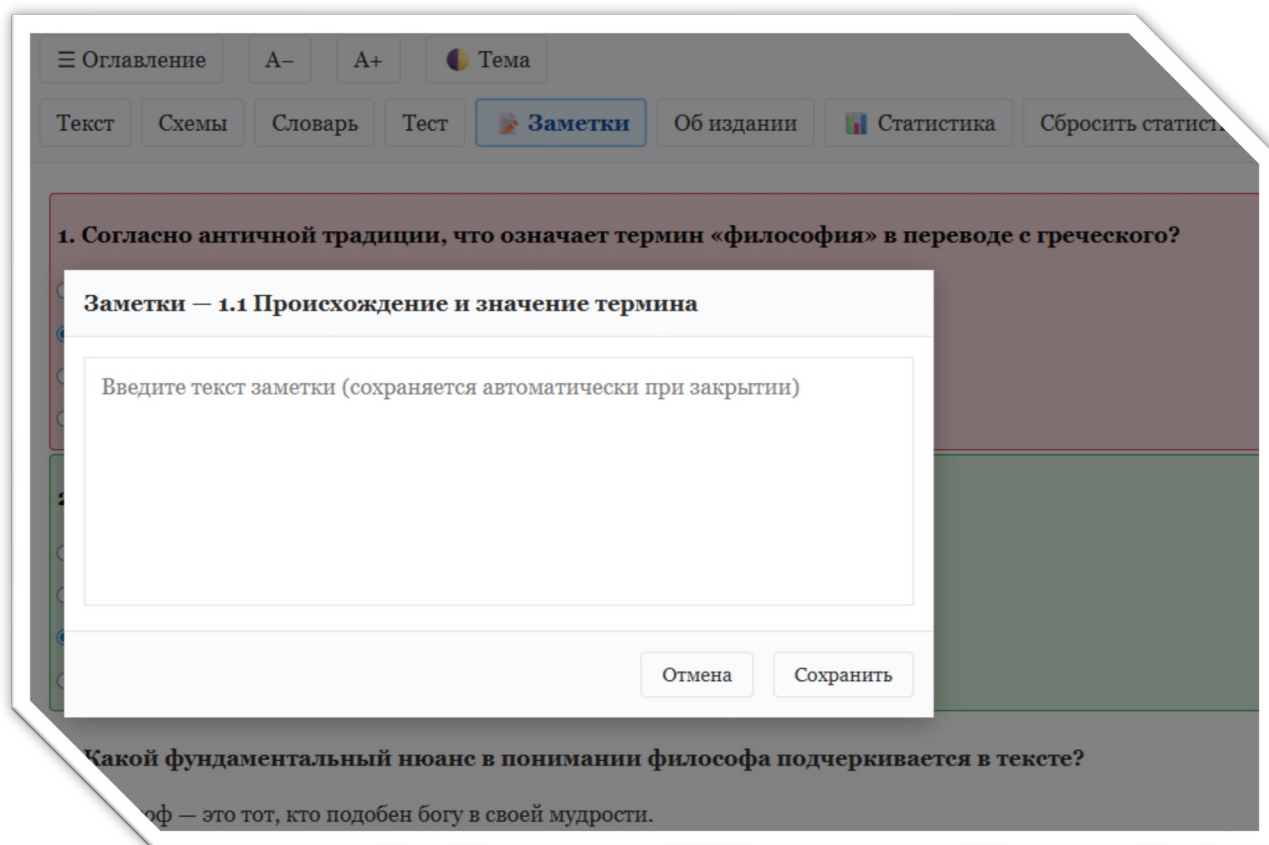 ☰ Оглавление A– A+ Тема
Текст Схемы Словарь Тест Заметки Об издании Статистика Сбросить
1. Согласно античной традиции, что означает термин «философия» в переводе с греческого?
Заметки — 1.1 Происхождение и значение термина
Введите текст заметки (сохраняется автоматически при закрытии)
Отмена Сохранить
Какой фундаментальный нюанс в понимании философа подчеркивается в тексте?
— это тот, кто подобен богу в своей мудрости.